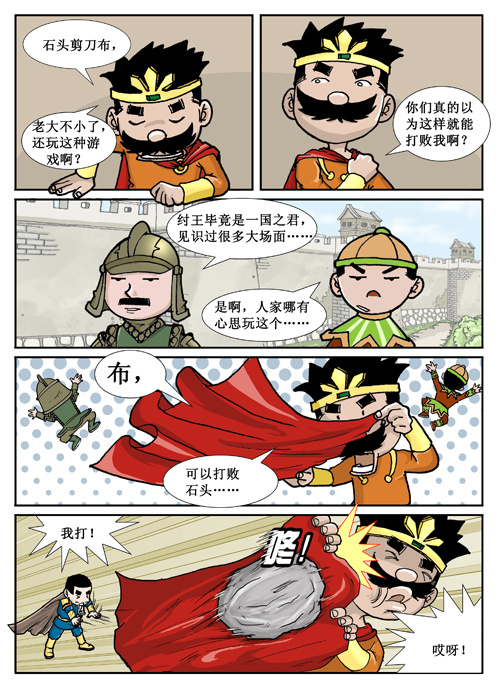 石头剪刀布，
老大不小了，
还玩这种游
戏啊？
你们真的以
为这样就能
打败我啊？
纣王毕竟是一国之君，
见识过很多大场面……
是啊，人家哪有
心思玩这个……
布，
可以打败
石头……
我打！
咚！
哎呀！